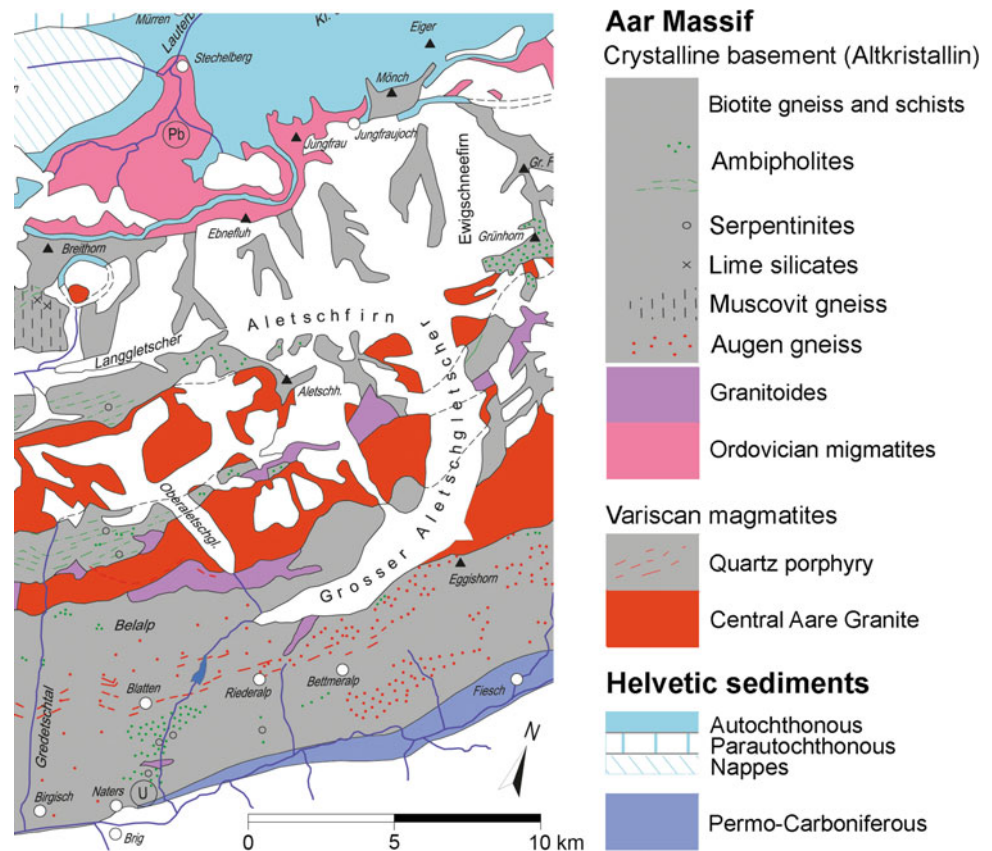 Mürren
Lauterb
Kl.
Eiger
Stechelberg
Mönch
Pb
Jungfrau
Jungfraujoch
Gr. F
Ewigschneefirn
Ebnefluh
Grünhorn
Breithorn
Aletschfirn
Langgletscher
Aletschh.
Grosser Aletschgletscher
Oberaletschgl.
Eggishorn
Belalp
Blatten
Riederalp
Bettmeralp
Fiesch
Gredetschtal
N
U
Birgisch
Naters
Brig
0 5 10 km
Aar Massif
Crystalline basement (Altkristallin)
Biotite gneiss and schists
Ambipholites
Serpentinites
Lime silicates
Muscovit gneiss
Augen gneiss
Granitoides
Ordovician migmatites
Variscan magmatites
Quartz porphyry
Central Aare Granite
Helvetic sediments
Autochthonous
Parautochthonous
Nappes
Permo-Carboniferous